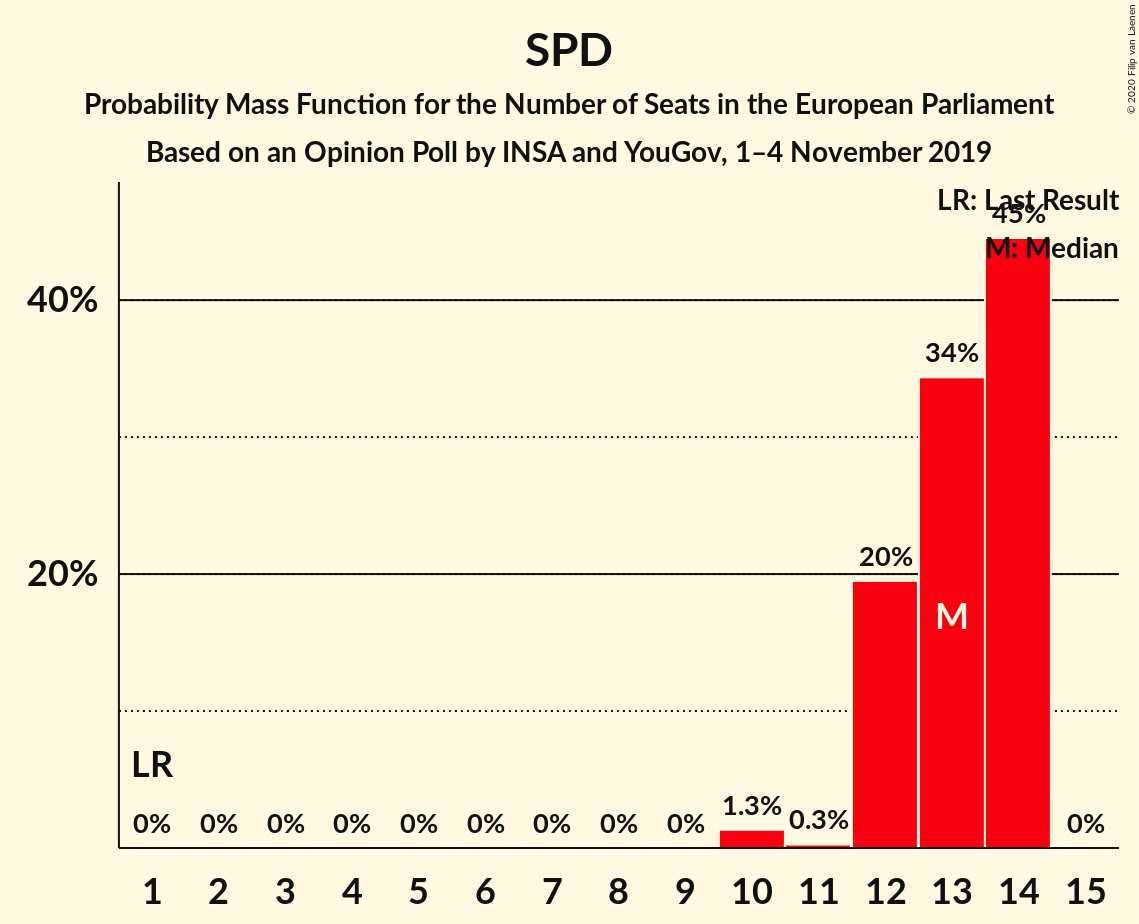 SPD
Probability Mass Function for the Number of Seats in the European Parliament
Based on an Opinion Poll by INSA and YouGov, 1–4 November 2019
© 2020 Filip van Laenen
LR: Last Result
M: Median
45%
40%
34%
20%
20%
M
LR
0% 0% 0% 0% 0% 0% 0% 0% 0% 1.3% 0.3% 0%
1 2 3 4 5 6 7 8 9 10 11 12 13 14 15